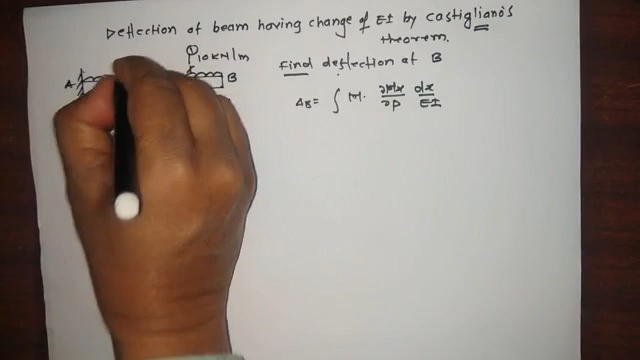 Deflection of beam having change of EI by Castigliano's
theorem.
10kN/m
Find deflection at B
A
B
ΔB = ∫ M. ∂Mx/∂P dx/EI